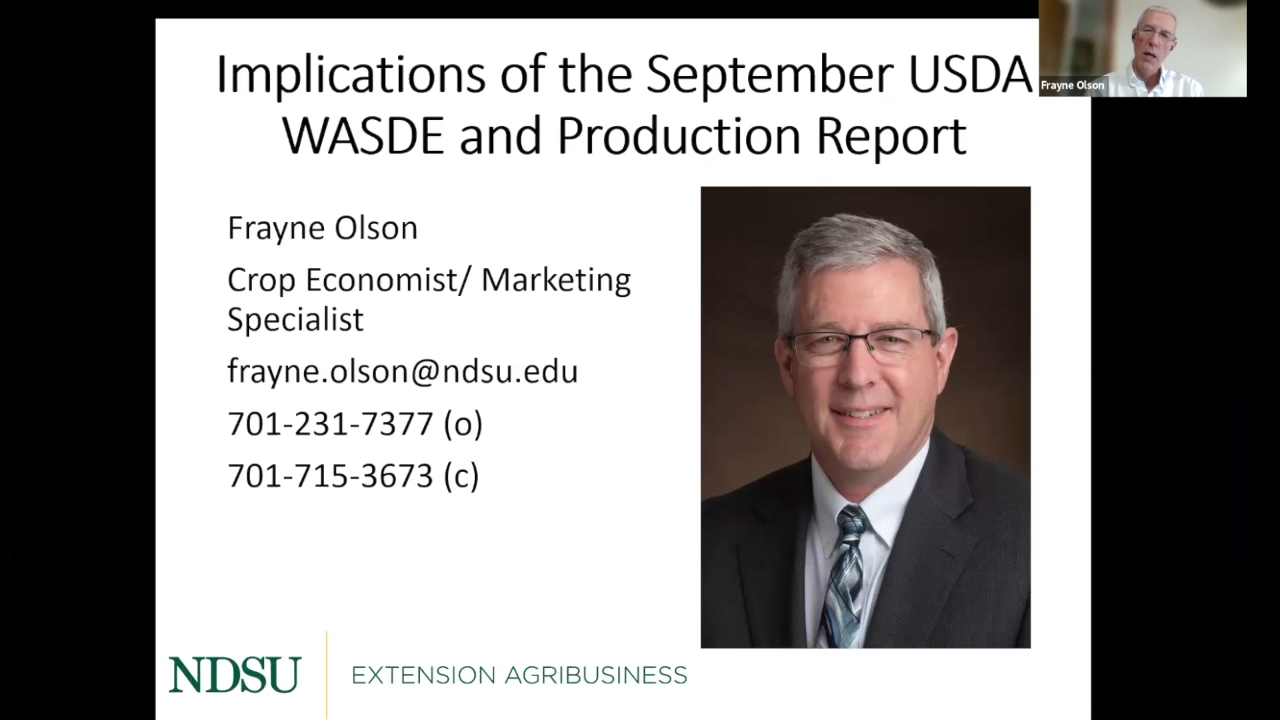 Implications of the September USDA
WASDE and Production Report
Frayne Olson
Frayne Olson
Crop Economist/ Marketing
Specialist
frayne.olson@ndsu.edu
701-231-7377 (o)
701-715-3673 (c)
NDSU
EXTENSION AGRIBUSINESS